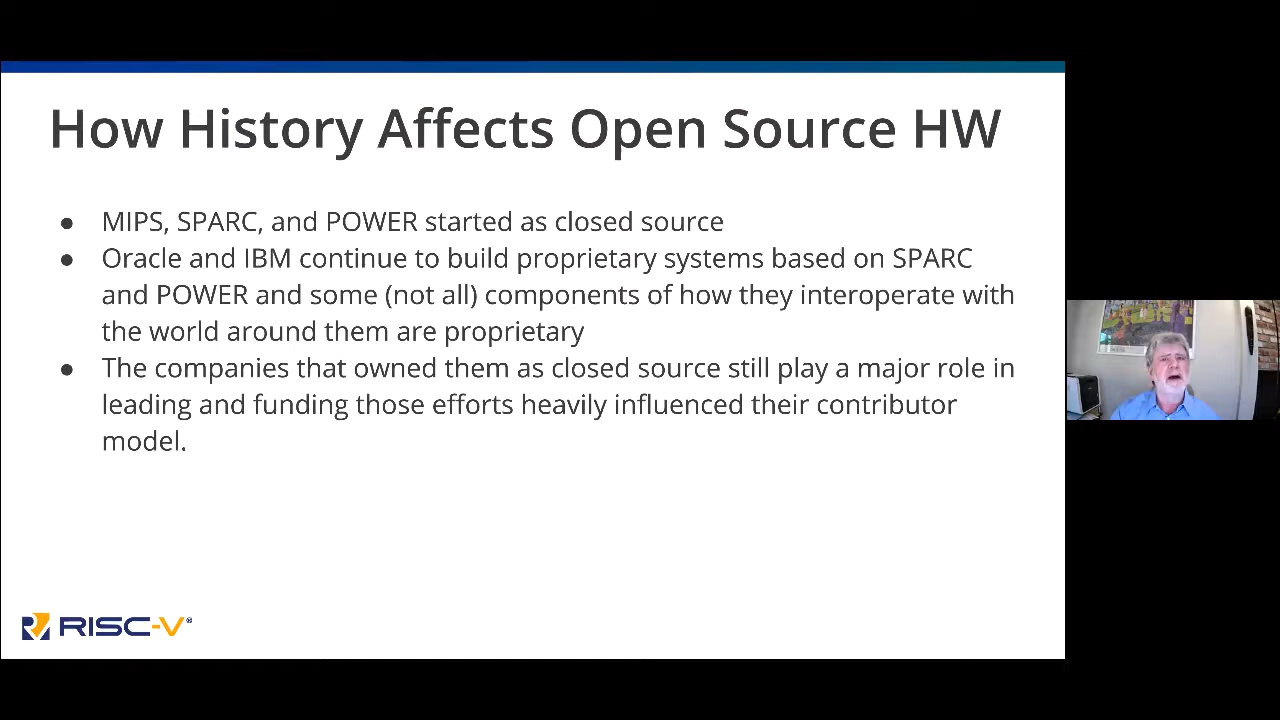 How History Affects Open Source HW
● MIPS, SPARC, and POWER started as closed source
● Oracle and IBM continue to build proprietary systems based on SPARC
and POWER and some (not all) components of how they interoperate with
the world around them are proprietary
● The companies that owned them as closed source still play a major role in
leading and funding those efforts heavily influenced their contributor
model.
RISC-V®